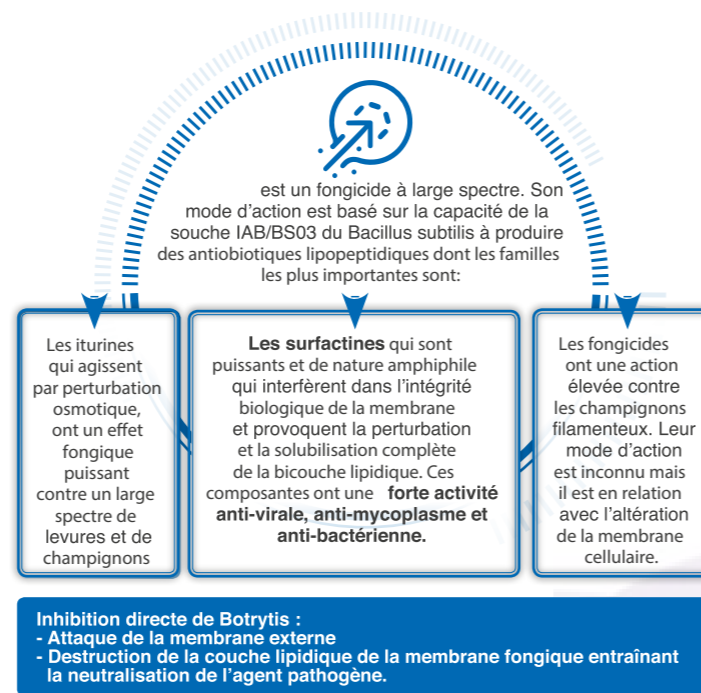 est un fongicide à large spectre. Son
mode d'action est basé sur la capacité de la
souche IAB/BS03 du Bacillus subtilis à produire
des antiobiotiques lipopeptidiques dont les familles
les plus importantes sont:
Les iturines
qui agissent
par perturbation
osmotique,
ont un effet
fongique
puissant
contre un large
spectre de
levures et de
champignons
Les surfactines qui sont
puissants et de nature amphiphile
qui interfèrent dans l'intégrité
biologique de la membrane
et provoquent la perturbation
et la solubilisation complète
de la bicouche lipidique. Ces
composantes ont une forte activité
anti-virale, anti-mycoplasme et
anti-bactérienne.
Les fongicides
ont une action
élevée contre
les champignons
filamenteux. Leur
mode d'action
est inconnu mais
il est en relation
avec l'altération
de la membrane
cellulaire.
Inhibition directe de Botrytis :
- Attaque de la membrane externe
- Destruction de la couche lipidique de la membrane fongique entraînant
la neutralisation de l'agent pathogène.